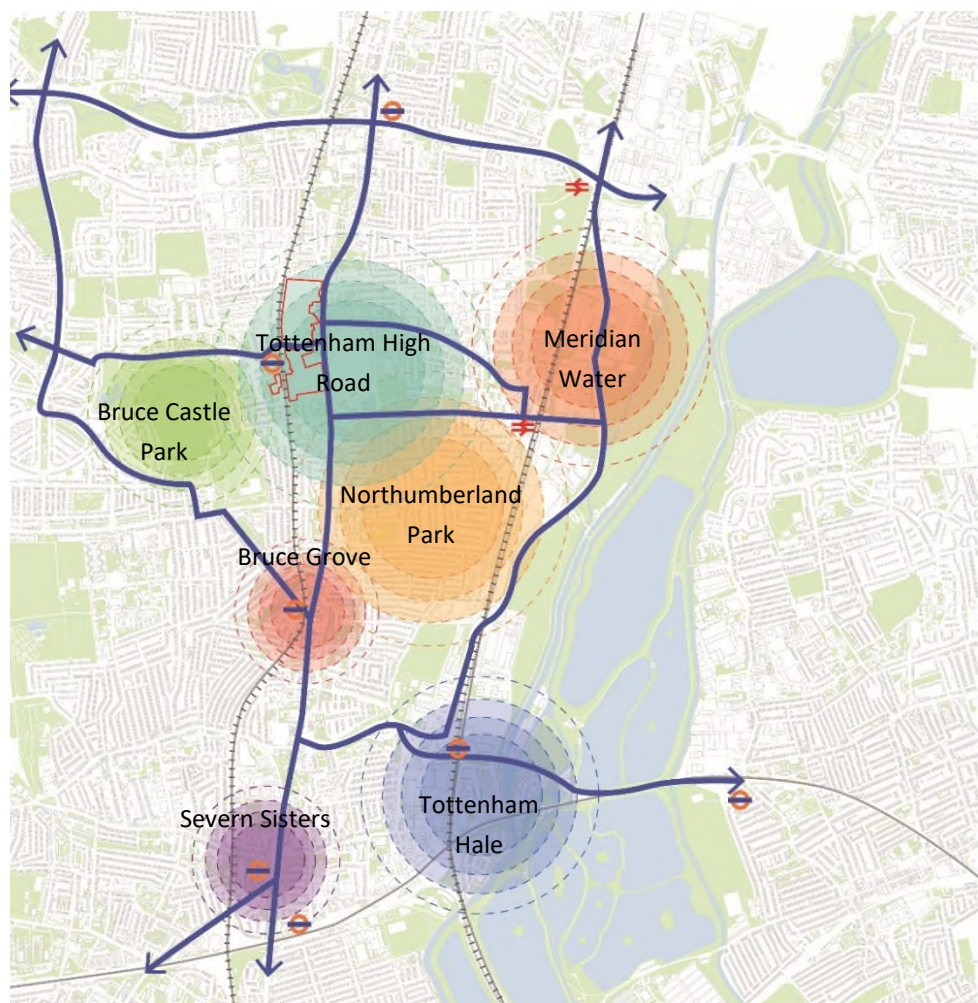 Tottenham High
Road
Meridian
Water
Bruce Castle
Park
Northumberland
Park
Bruce Grove
Severn Sisters
Tottenham
Hale